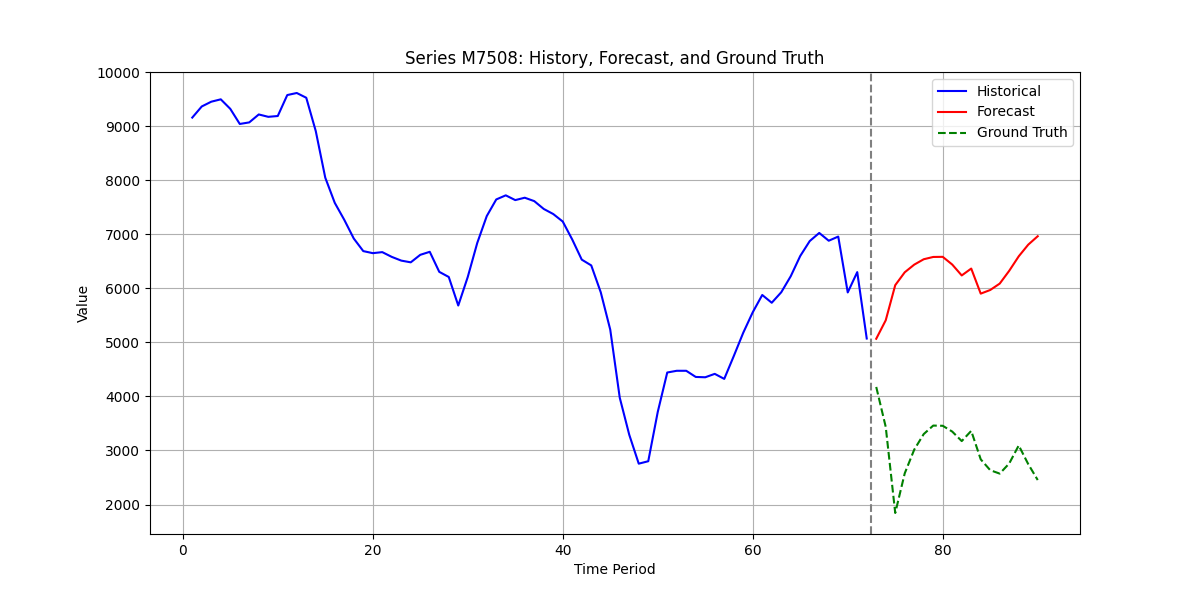 Series M7508: History, Forecast, and Ground Truth
10000
9000
8000
7000
6000
5000
4000
3000
2000
Value
Historical
Forecast
Ground Truth
0
20
40
60
80
Time Period